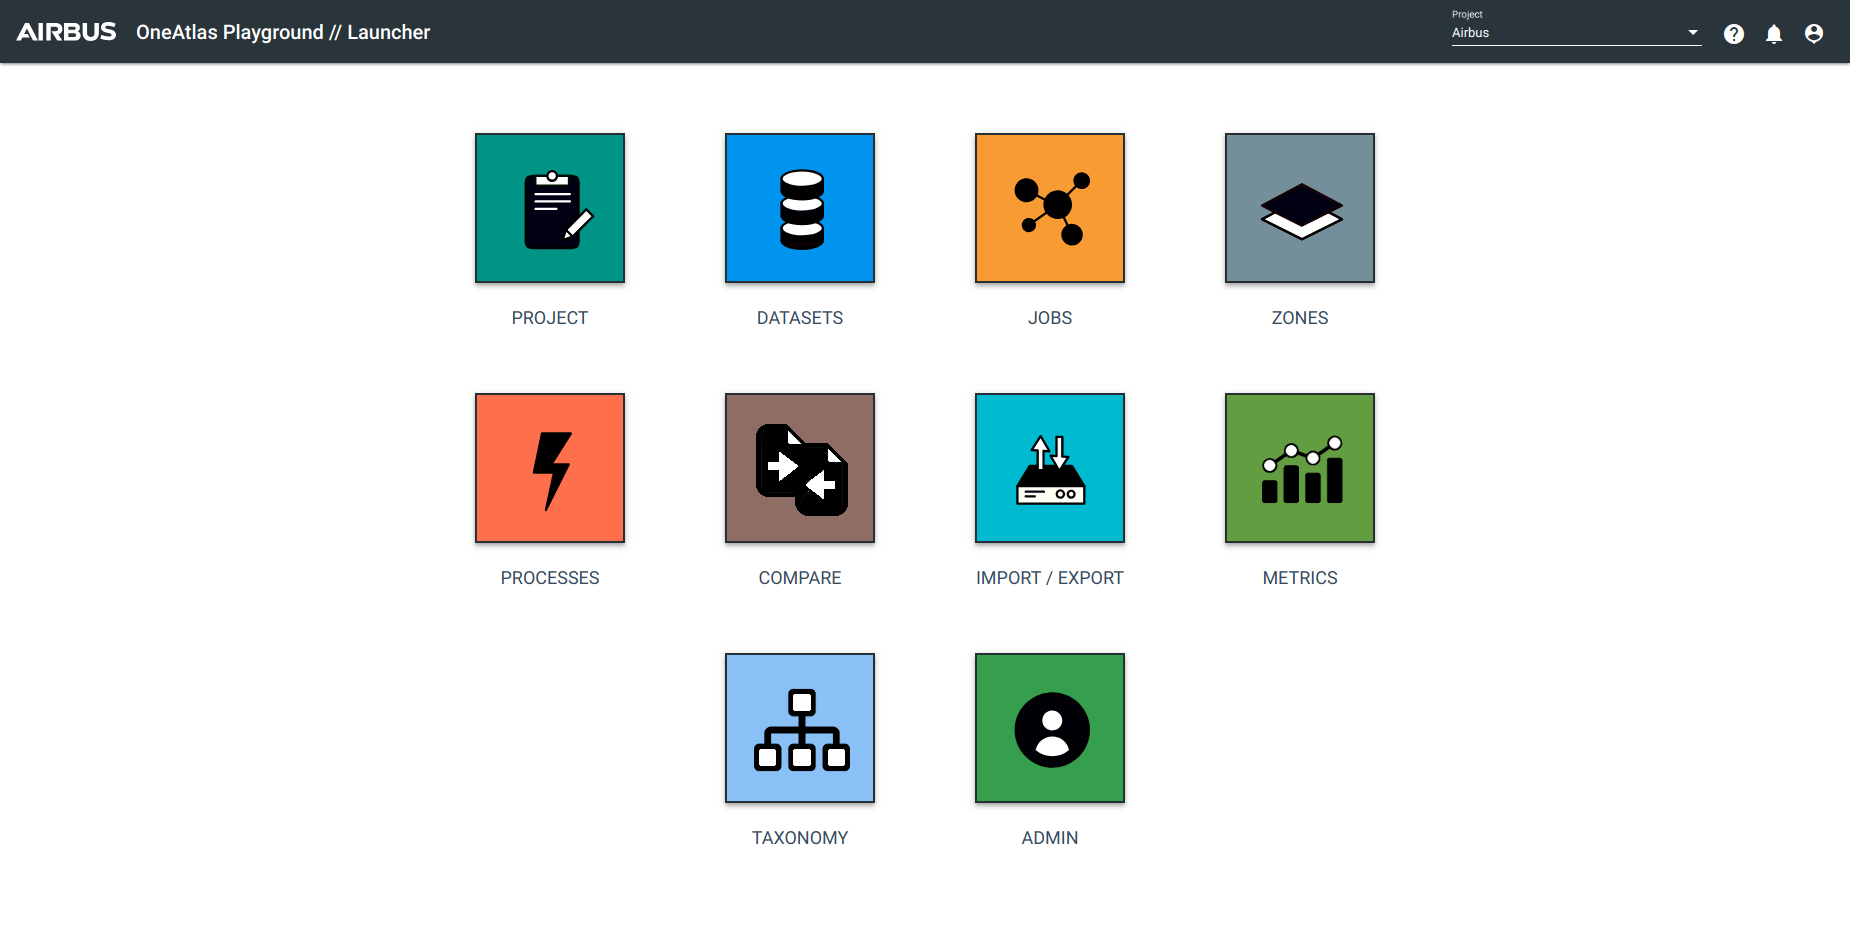 AIRBUS OneAtlas Playground // Launcher
Project
Airbus
PROJECT DATASETS JOBS ZONES
PROCESSES COMPARE IMPORT / EXPORT METRICS
TAXONOMY ADMIN